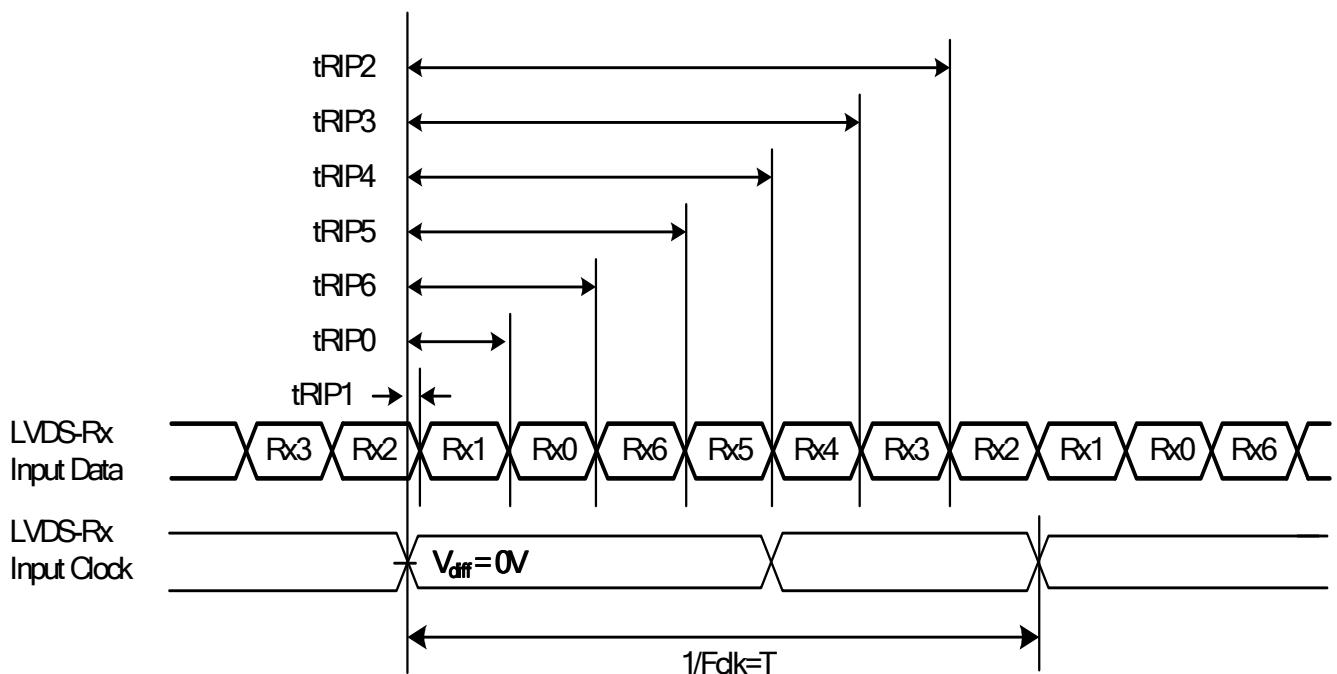 tRIP2
tRIP3
tRIP4
tRIP5
tRIP6
tRIP0
tRIP1
LVDS-Rx
Input Data
Rx3 Rx2 Rx1 Rx0 Rx6 Rx5 Rx4 Rx3 Rx2 Rx1 Rx0 Rx6
LVDS-Rx
Input Clock
Vdiff = 0V
1/Fclk=T